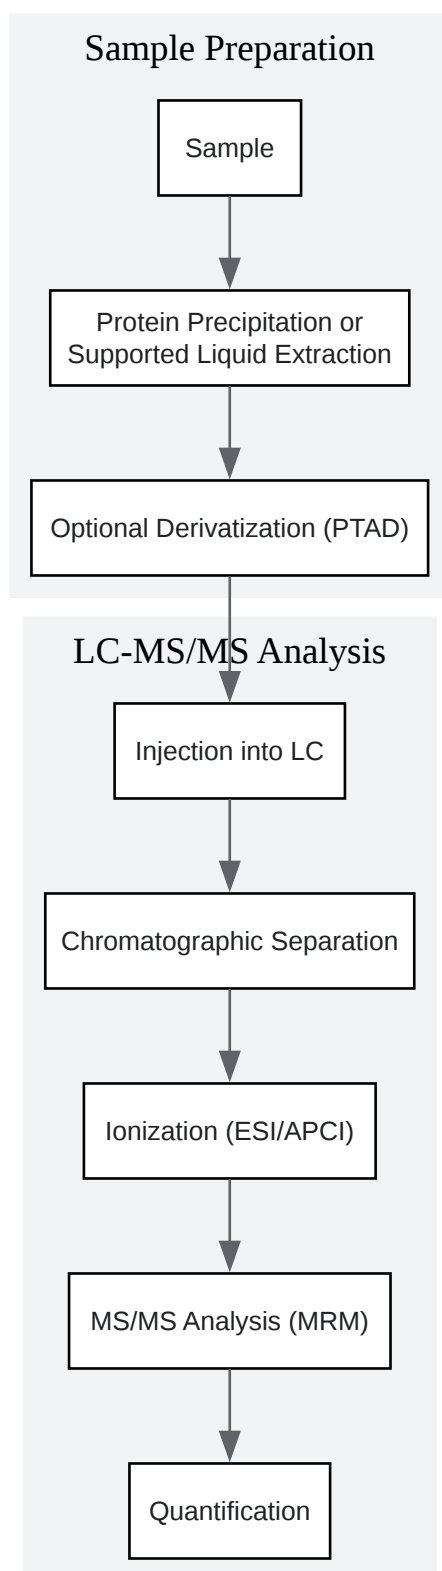 Sample Preparation
Sample
Protein Precipitation or
Supported Liquid Extraction
Optional Derivatization (PTAD)
LC-MS/MS Analysis
Injection into LC
Chromatographic Separation
Ionization (ESI/APCI)
MS/MS Analysis (MRM)
Quantification